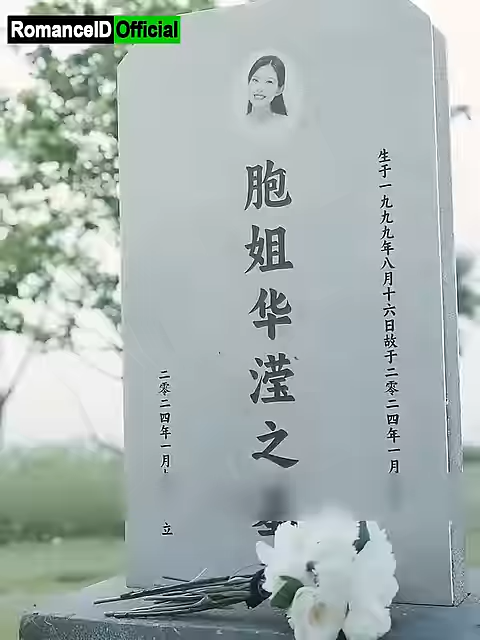 RomanceID Official
生于一九九九年八月十六日故于二零二四年一月
胞姐华滢之
二零二四年一月
立